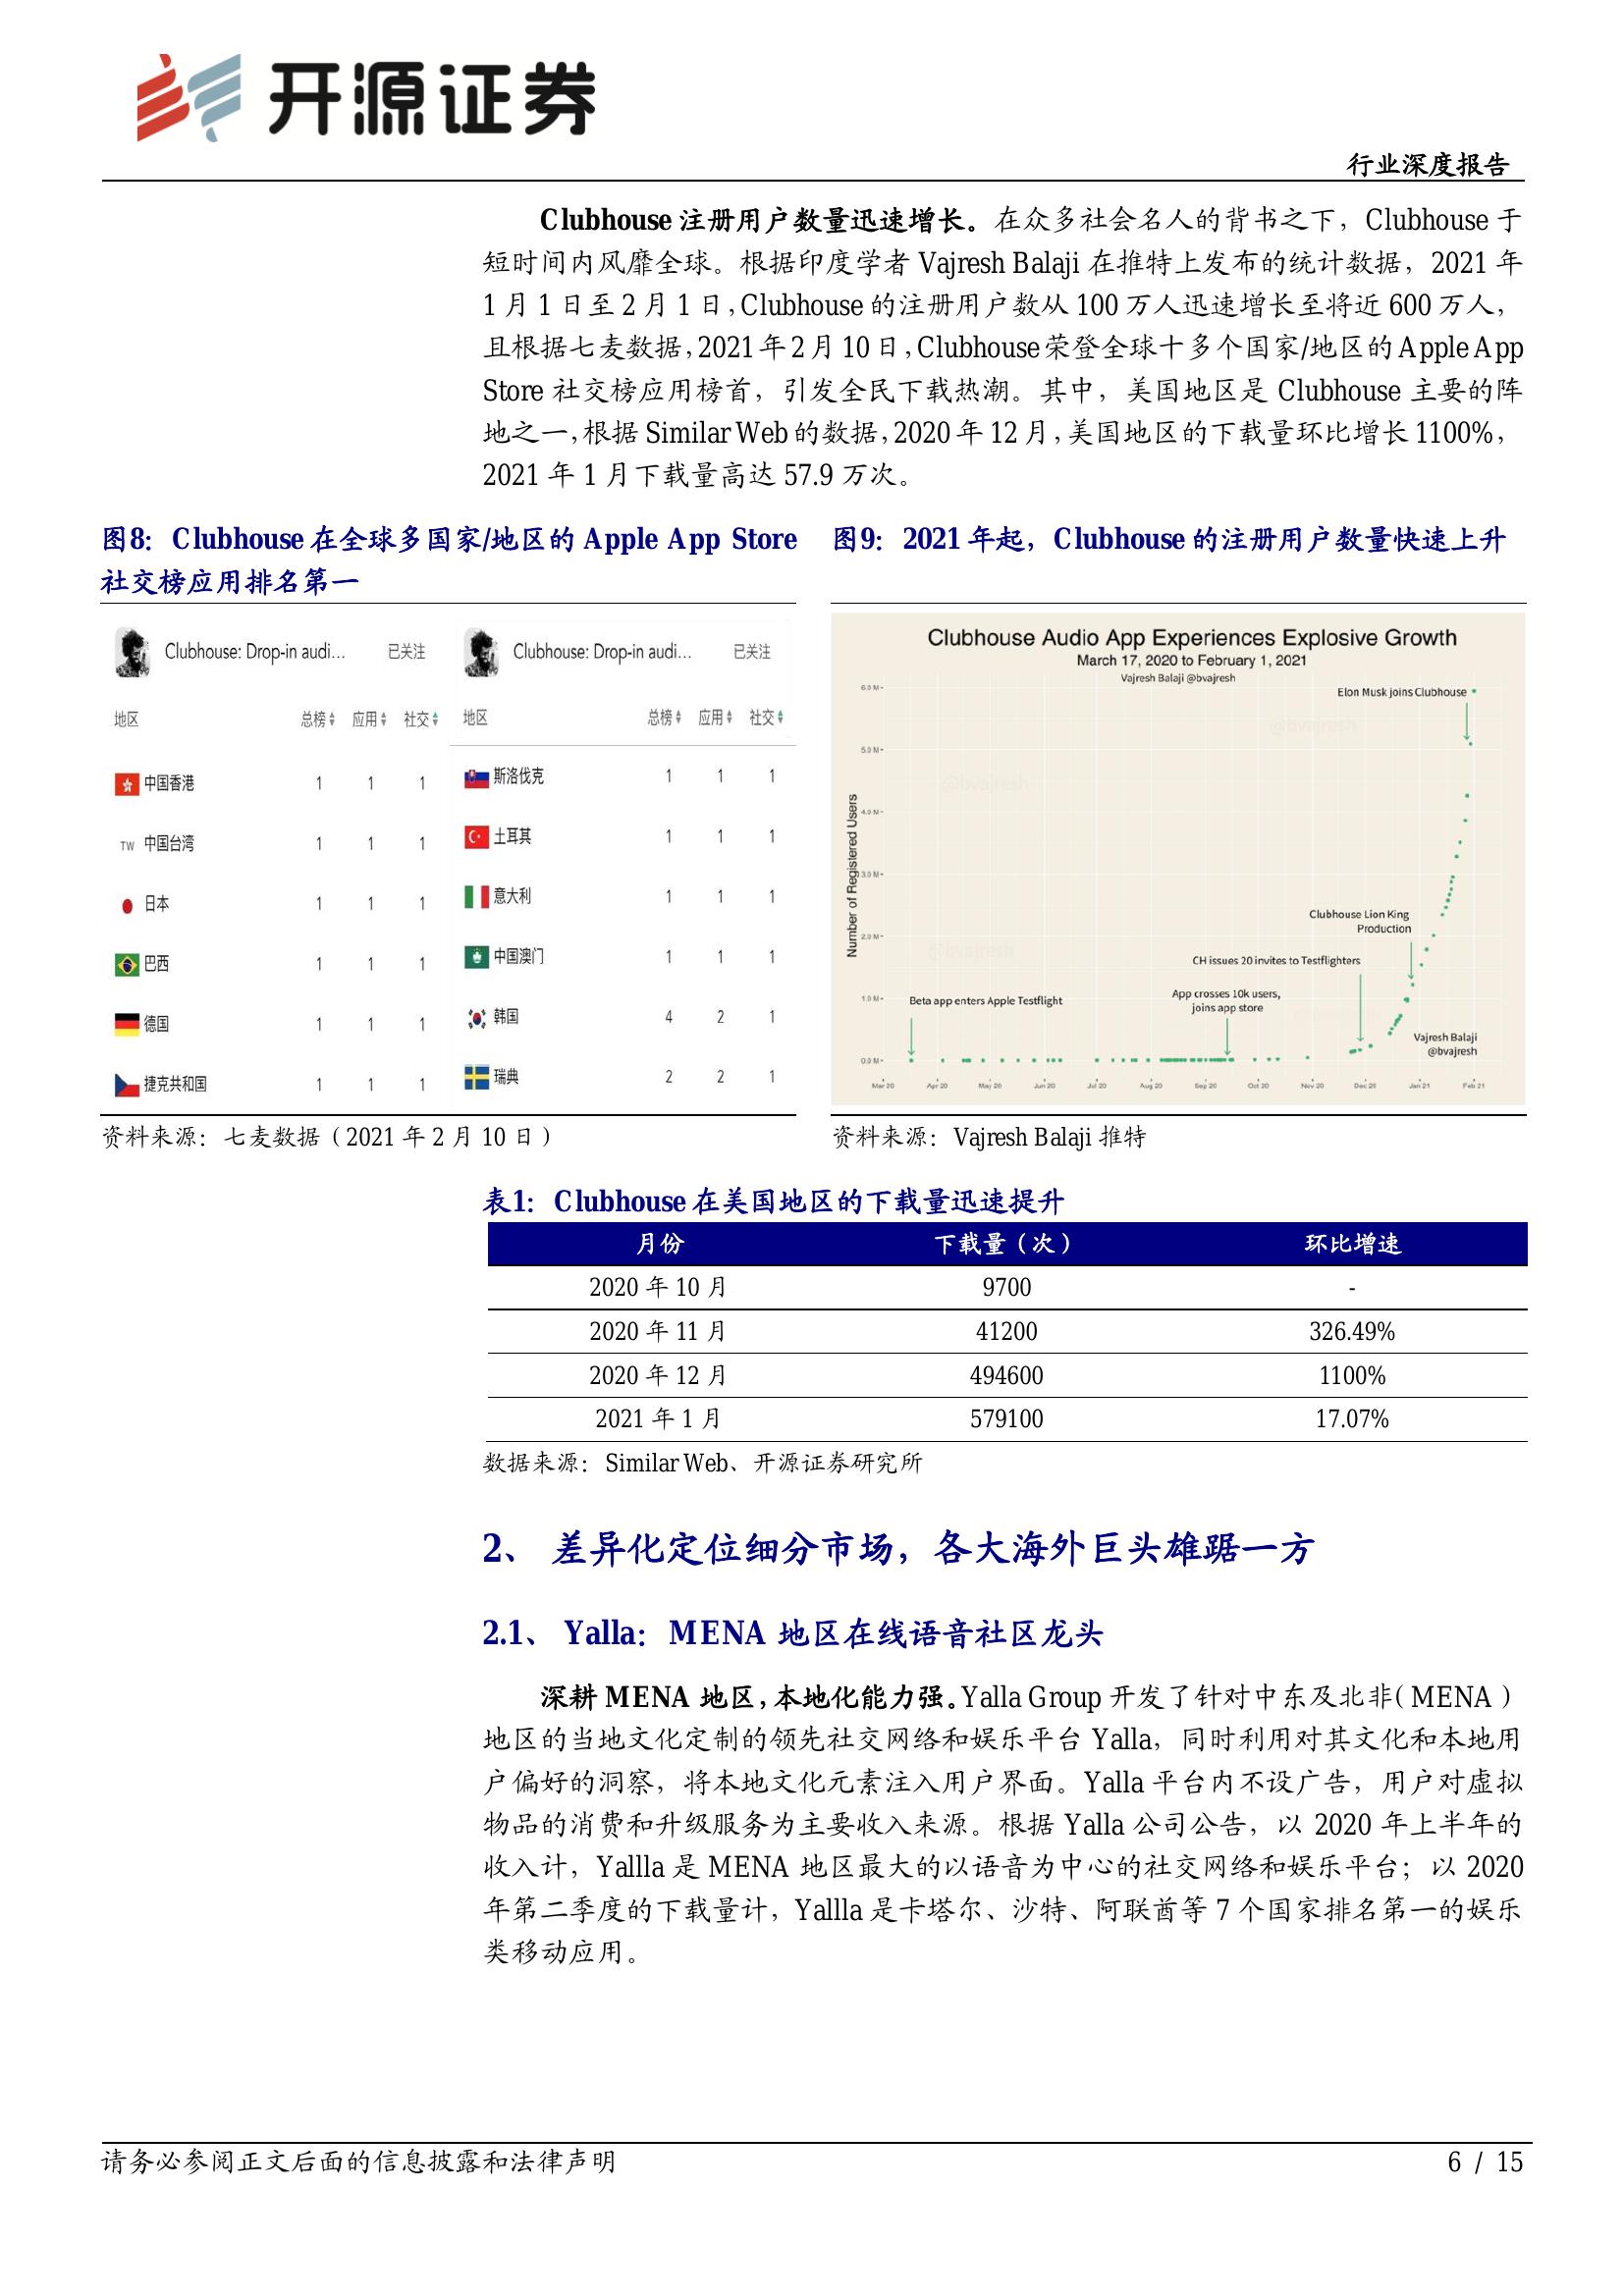 开源证券
行业深度报告
Clubhouse 注册用户数量迅速增长。在众多社会名人的背书之下，Clubhouse 于
短时间内风靡全球。根据印度学者 Vajresh Balaji 在推特上发布的统计数据，2021 年
1 月 1 日至 2 月 1 日，Clubhouse 的注册用户数从 100 万人迅速增长至将近 600 万人，
且根据七麦数据，2021 年 2 月 10 日，Clubhouse 荣登全球十多个国家/地区的 Apple App
Store 社交榜应用榜首，引发全民下载热潮。其中，美国地区是 Clubhouse 主要的阵
地之一，根据 Similar Web 的数据，2020 年 12 月，美国地区的下载量环比增长 1100%，
2021 年 1 月下载量高达 57.9 万次。
图8： Clubhouse 在全球多国家/地区的 Apple App Store
社交榜应用排名第一
Clubhouse: Drop-in audi... 已关注
地区 总榜 应用 社交
中国香港 1 1 1
TW 中国台湾 1 1 1
日本 1 1 1
巴西 1 1 1
德国 1 1 1
捷克共和国 1 1 1
Clubhouse: Drop-in audi... 已关注
地区 总榜 应用 社交
斯洛伐克 1 1 1
土耳其 1 1 1
意大利 1 1 1
中国澳门 1 1 1
韩国 4 2 1
瑞典 2 2 1
资料来源：七麦数据（2021 年 2 月 10 日）
图9： 2021 年起，Clubhouse 的注册用户数量快速上升
Clubhouse Audio App Experiences Explosive Growth
March 17, 2020 to February 1, 2021
Vajresh Balaji @bvajresh
Number of Registered Users
6.0 M
5.0 M
4.0 M
3.0 M
2.0 M
1.0 M
0.0 M
Elon Musk joins Clubhouse
@bvajresh
@bvajresh
@bvajresh
Clubhouse Lion King
Production
CH issues 20 invites to Testflighters
App crosses 10k users,
joins app store
Beta app enters Apple Testflight
Vajresh Balaji
@bvajresh
Mar 20 Apr 20 May 20 Jun 20 Jul 20 Aug 20 Sep 20 Oct 20 Nov 20 Dec 20 Jan 21 Feb 21
资料来源：Vajresh Balaji 推特
表1： Clubhouse 在美国地区的下载量迅速提升
月份 下载量（次） 环比增速
2020 年 10 月 9700 -
2020 年 11 月 41200 326.49%
2020 年 12 月 494600 1100%
2021 年 1 月 579100 17.07%
数据来源：Similar Web、开源证券研究所
2、 差异化定位细分市场，各大海外巨头雄踞一方
2.1、 Yalla：MENA 地区在线语音社区龙头
深耕 MENA 地区，本地化能力强。Yalla Group 开发了针对中东及北非（MENA）
地区的当地文化定制的领先社交网络和娱乐平台 Yalla，同时利用对其文化和本地用
户偏好的洞察，将本地文化元素注入用户界面。Yalla 平台内不设广告，用户对虚拟
物品的消费和升级服务为主要收入来源。根据 Yalla 公司公告，以 2020 年上半年的
收入计，Yallla 是 MENA 地区最大的以语音为中心的社交网络和娱乐平台；以 2020
年第二季度的下载量计，Yallla 是卡塔尔、沙特、阿联酋等 7 个国家排名第一的娱乐
类移动应用。
请务必参阅正文后面的信息披露和法律声明
6 / 15